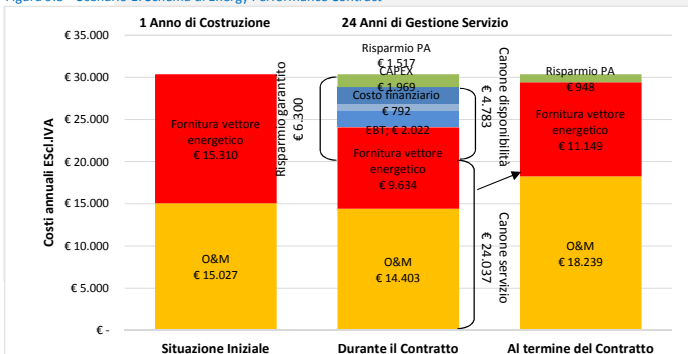 1 Anno di Costruzione
24 Anni di Gestione Servizio
Costi annuali EScl.IVA
€ 35.000
€ 30.000
€ 25.000
€ 20.000
€ 15.000
€ 10.000
€ 5.000
€ -
Fornitura vettore
energetico
€ 15.310
O&M
€ 15.027
Situazione Iniziale
Risparmio garantito
€ 6.300
Risparmio PA
€ 1.517
CAPEX
€ 1.969
Costo finanziario
€ 792
EBT; € 2.022
Fornitura vettore
energetico
€ 9.634
O&M
€ 14.403
Durante il Contratto
Canone disponibilità
€ 4.783
Canone servizio
€ 24.037
Risparmio PA
€ 948
Fornitura vettore
energetico
€ 11.149
O&M
€ 18.239
Al termine del Contratto